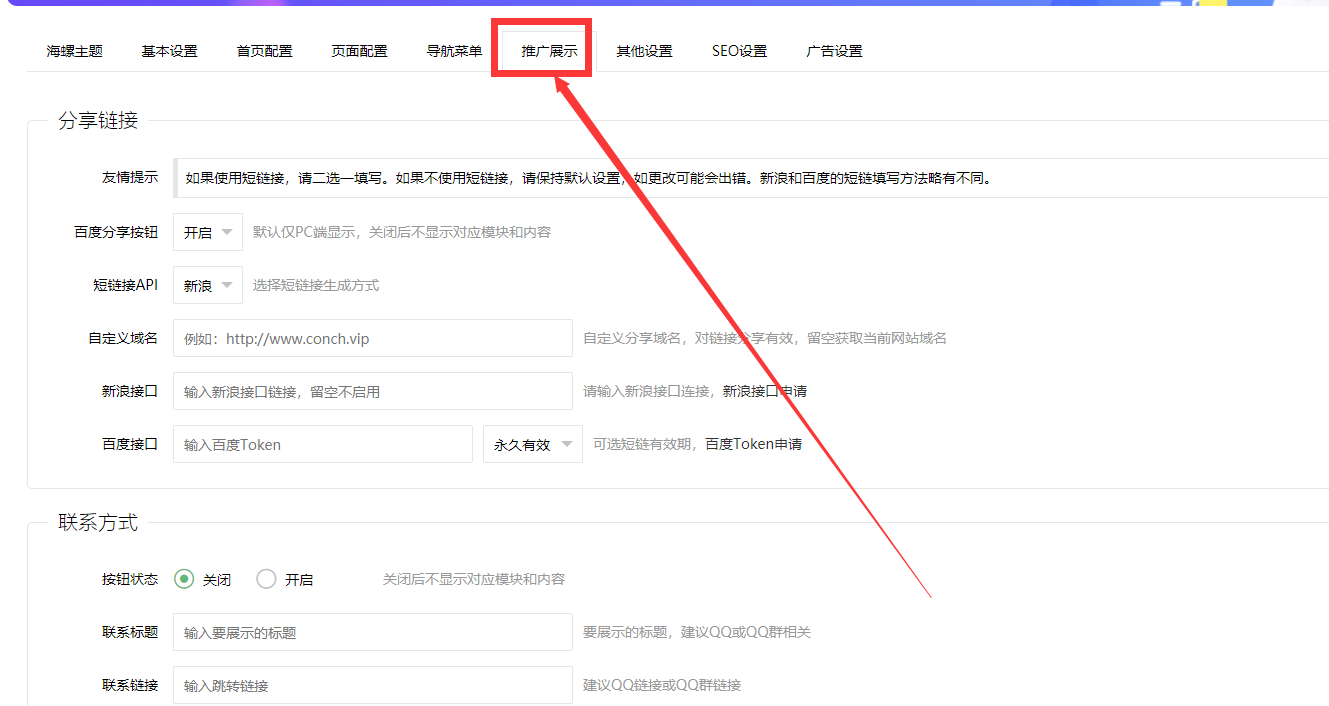 海螺主题 基本设置 首页配置 页面配置 导航菜单 推广展示 其他设置 SEO设置 广告设置
分享链接
友情提示 如果使用短链接，请二选一填写。如果不使用短链接，请保持默认设置，如更改可能会出错。新浪和百度的短链填写方法略有不同。
百度分享按钮 开启 默认仅PC端显示，关闭后不显示对应模块和内容
短链接API 新浪 选择短链接生成方式
自定义域名 例如：http://www.conch.vip 自定义分享域名，对链接分享有效，留空获取当前网站域名
新浪接口 输入新浪接口链接，留空不启用 请输入新浪接口连接，新浪接口申请
百度接口 输入百度Token 永久有效 可选短链有效期，百度Token申请
联系方式
按钮状态 关闭 开启 关闭后不显示对应模块和内容
联系标题 输入要展示的标题 要展示的标题，建议QQ或QQ群相关
联系链接 输入跳转链接 建议QQ链接或QQ群链接